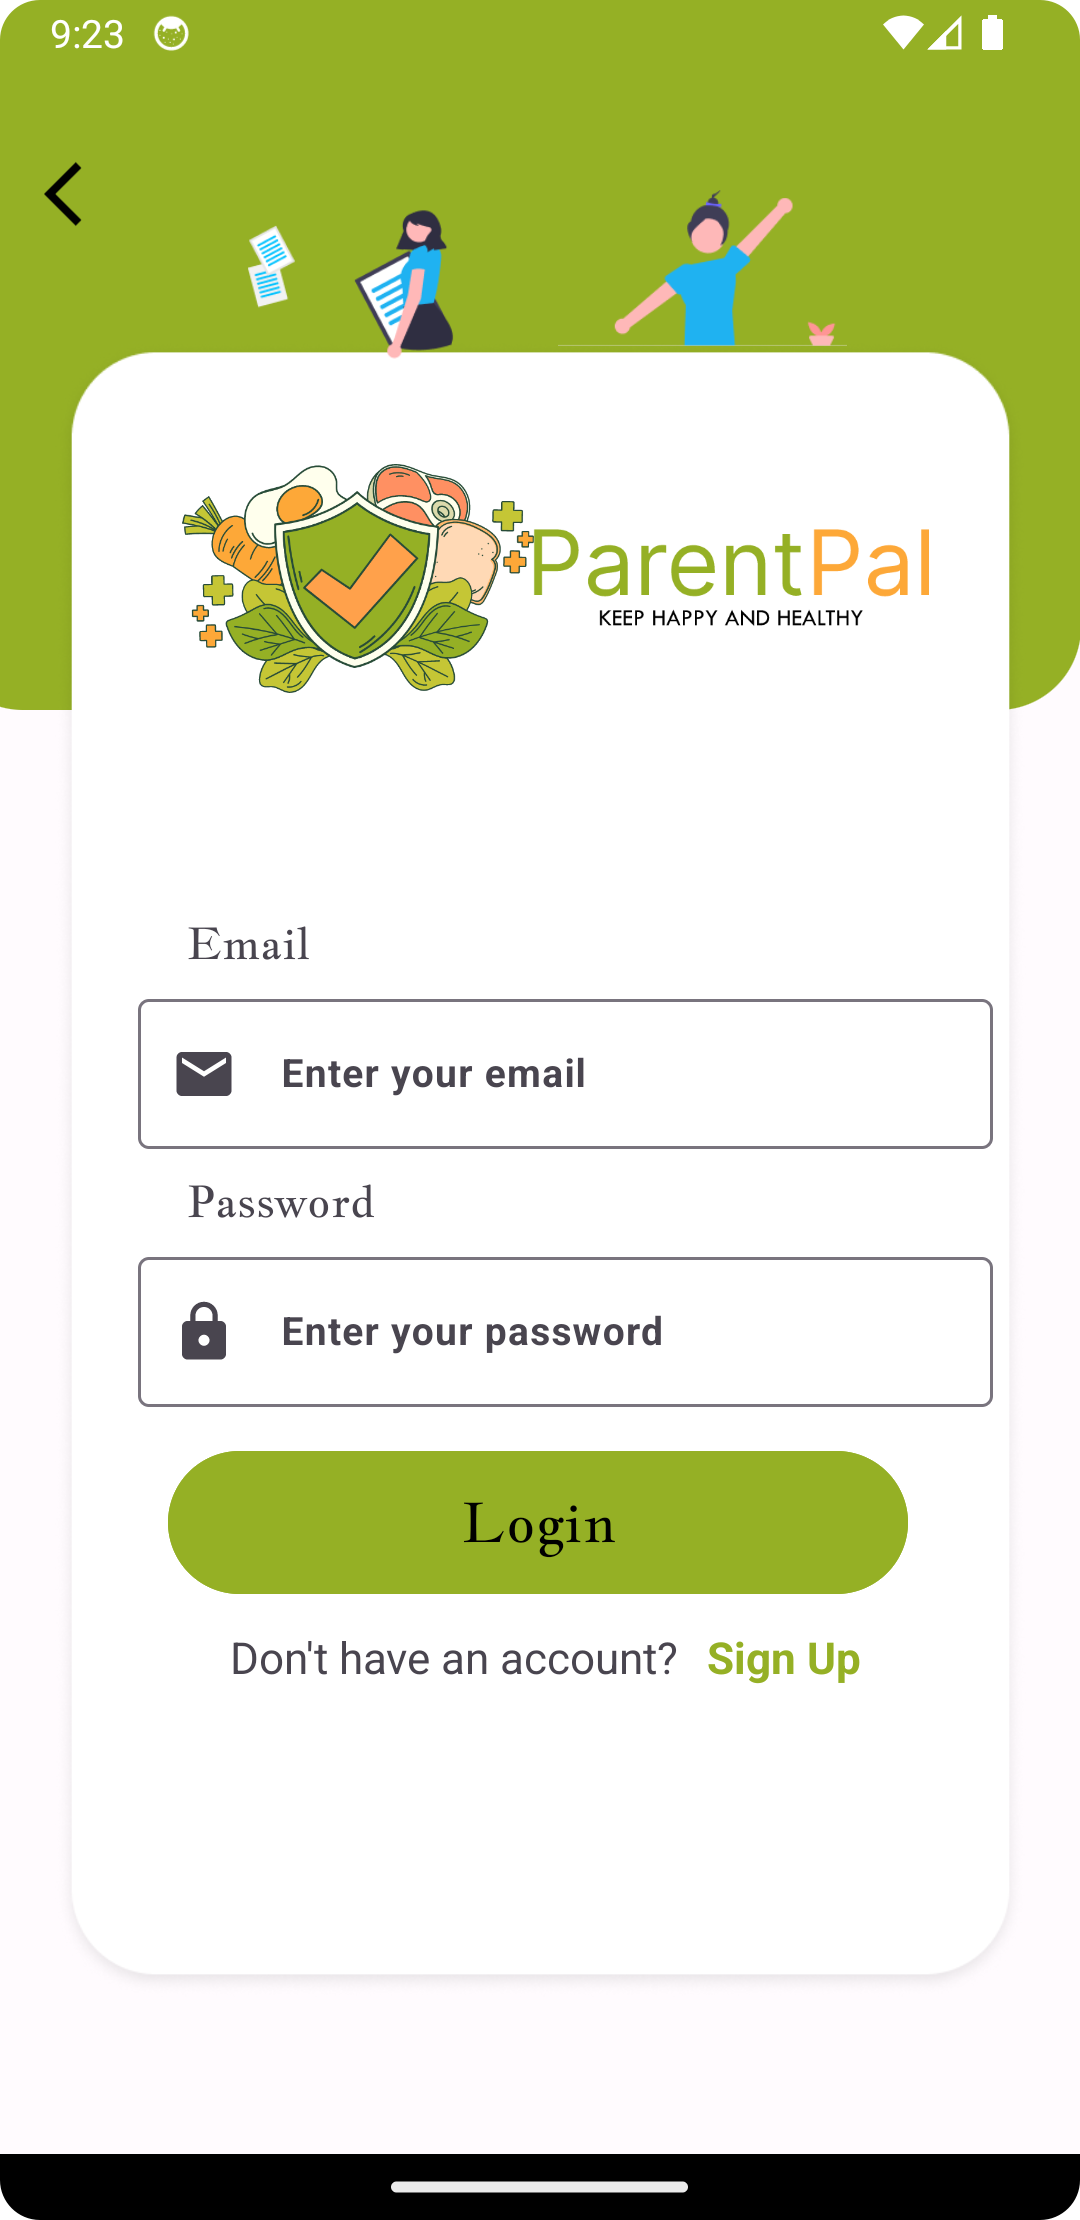 9:23
ParentPal
KEEP HAPPY AND HEALTHY
Email
Enter your email
Password
Enter your password
Login
Don't have an account? Sign Up